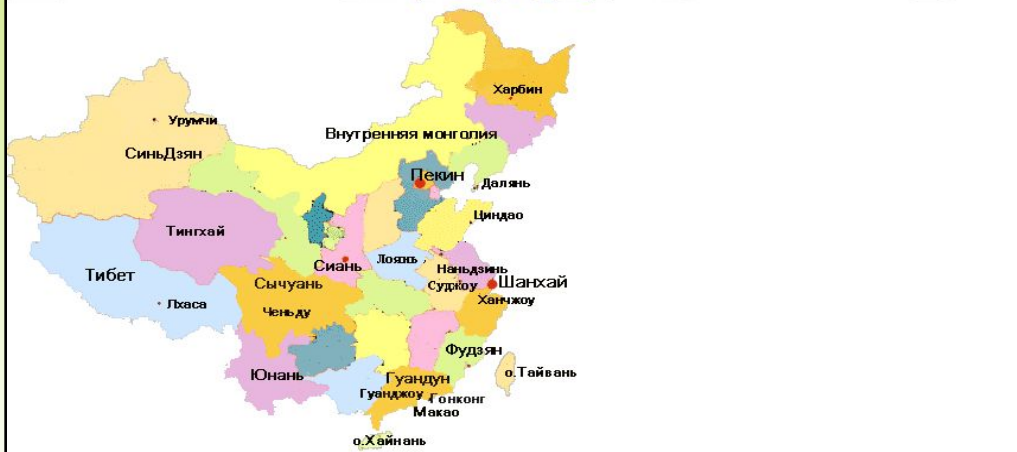 Харбин
Урумчи
Внутренняя монголия
СиньДзян
Пекин
Далянь
Циндао
Тингхай
Лоянь
Сиань
Наньдзинь
Тибет
Сычуань
Суджоу
Шанхай
Лхаса
Ханчжоу
Ченьду
Фудзян
Юнань
Гуандун
о.Тайвань
Гуанджоу
Гонконг
Макао
о.Хайнань